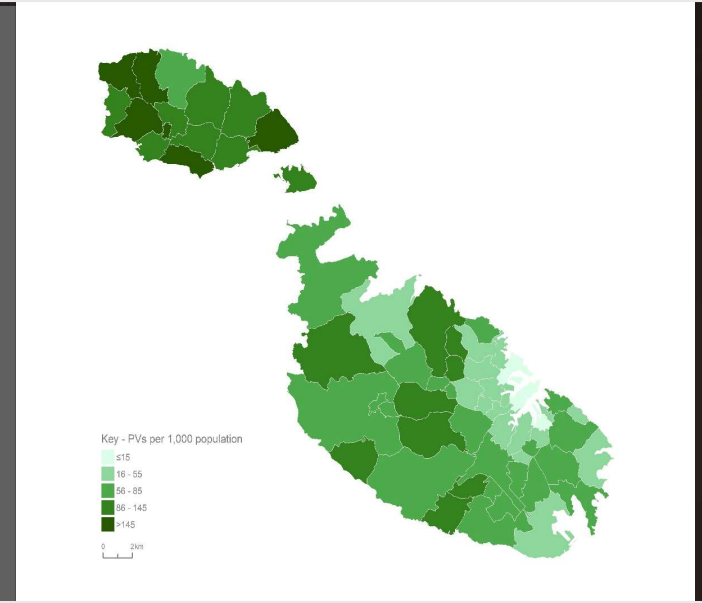 Key - PVs per 1,000 population
≤15
16 - 55
56 - 85
86 - 145
>145
0 2km